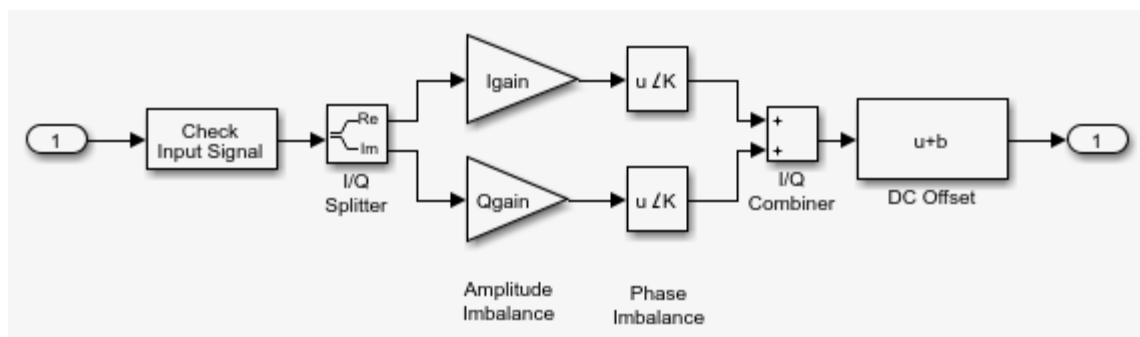 1
Check
Input Signal
Re
Im
I/Q
Splitter
Igain
Qgain
Amplitude
Imbalance
u∠K
u∠K
Phase
Imbalance
+
+
I/Q
Combiner
u+b
DC Offset
1